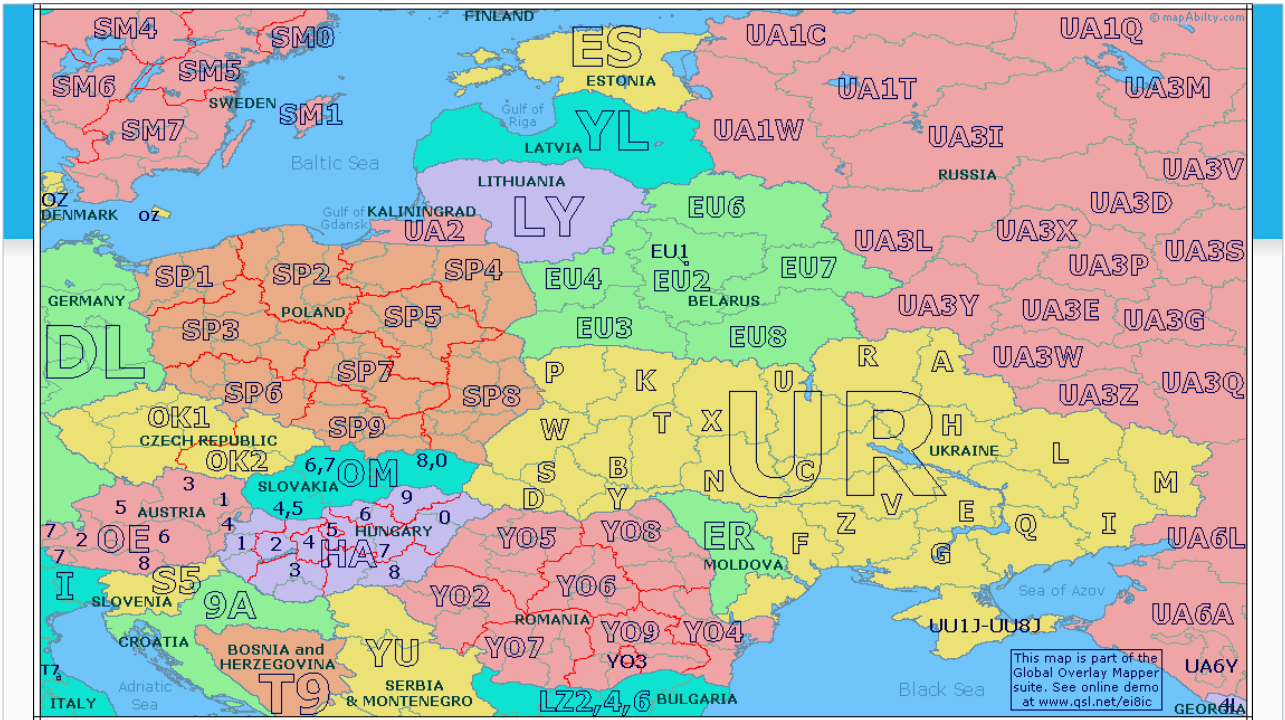 FINLAND
© mapAbilty.com
SM4
SM0
ES
UA1C
UA1Q
SM5
SM6
ESTONIA
UA1T
UA3M
SWEDEN
SM1
Gulf of
Riga
SM7
YL
UA1W
UA3I
LATVIA
Baltic Sea
UA3V
RUSSIA
LITHUANIA
OZ
DENMARK
OZ
Gulf of
Gdansk
KALININGRAD
UA2
LY
EU6
UA3D
UA3X
UA3L
UA3S
EU1
UA3P
SP1
SP2
SP4
EU4
EU2
EU7
GERMANY
BELARUS
POLAND
SP5
UA3Y
UA3E
UA3G
SP3
EU3
EU8
DL
R
A
UA3W
SP7
P
K
U
UA3Q
SP6
SP8
UA3Z
OK1
SP9
W
T
X
UR
H
CZECH REPUBLIC
UKRAINE
L
OK2
6,7
OM
8,0
S
B
N
C
M
SLOVAKIA
3
5
1
9
D
Y
4,5
AUSTRIA
6
0
V
E
Z
Q
I
4
5
HUNGARY
7
2
OE
6
1
2
4
HA
7
YO5
YO8
ER
F
G
UA6L
7
8
3
8
MOLDOVA
I
S5
SLOVENIA
9A
YO2
YO6
Sea of Azov
UA6A
ROMANIA
UU1J-UU8J
CROATIA
YU
YO7
YO9
YO4
BOSNIA and
HERZEGOVINA
YO3
UA6Y
T7
T9
SERBIA
& MONTENEGRO
Adriatic
Sea
LZ2,4,6
BULGARIA
Black Sea
This map is part of the
Global Overlay Mapper
suite. See online demo
at www.qsl.net/ei8ic
ITALY
GEORGIA
4L